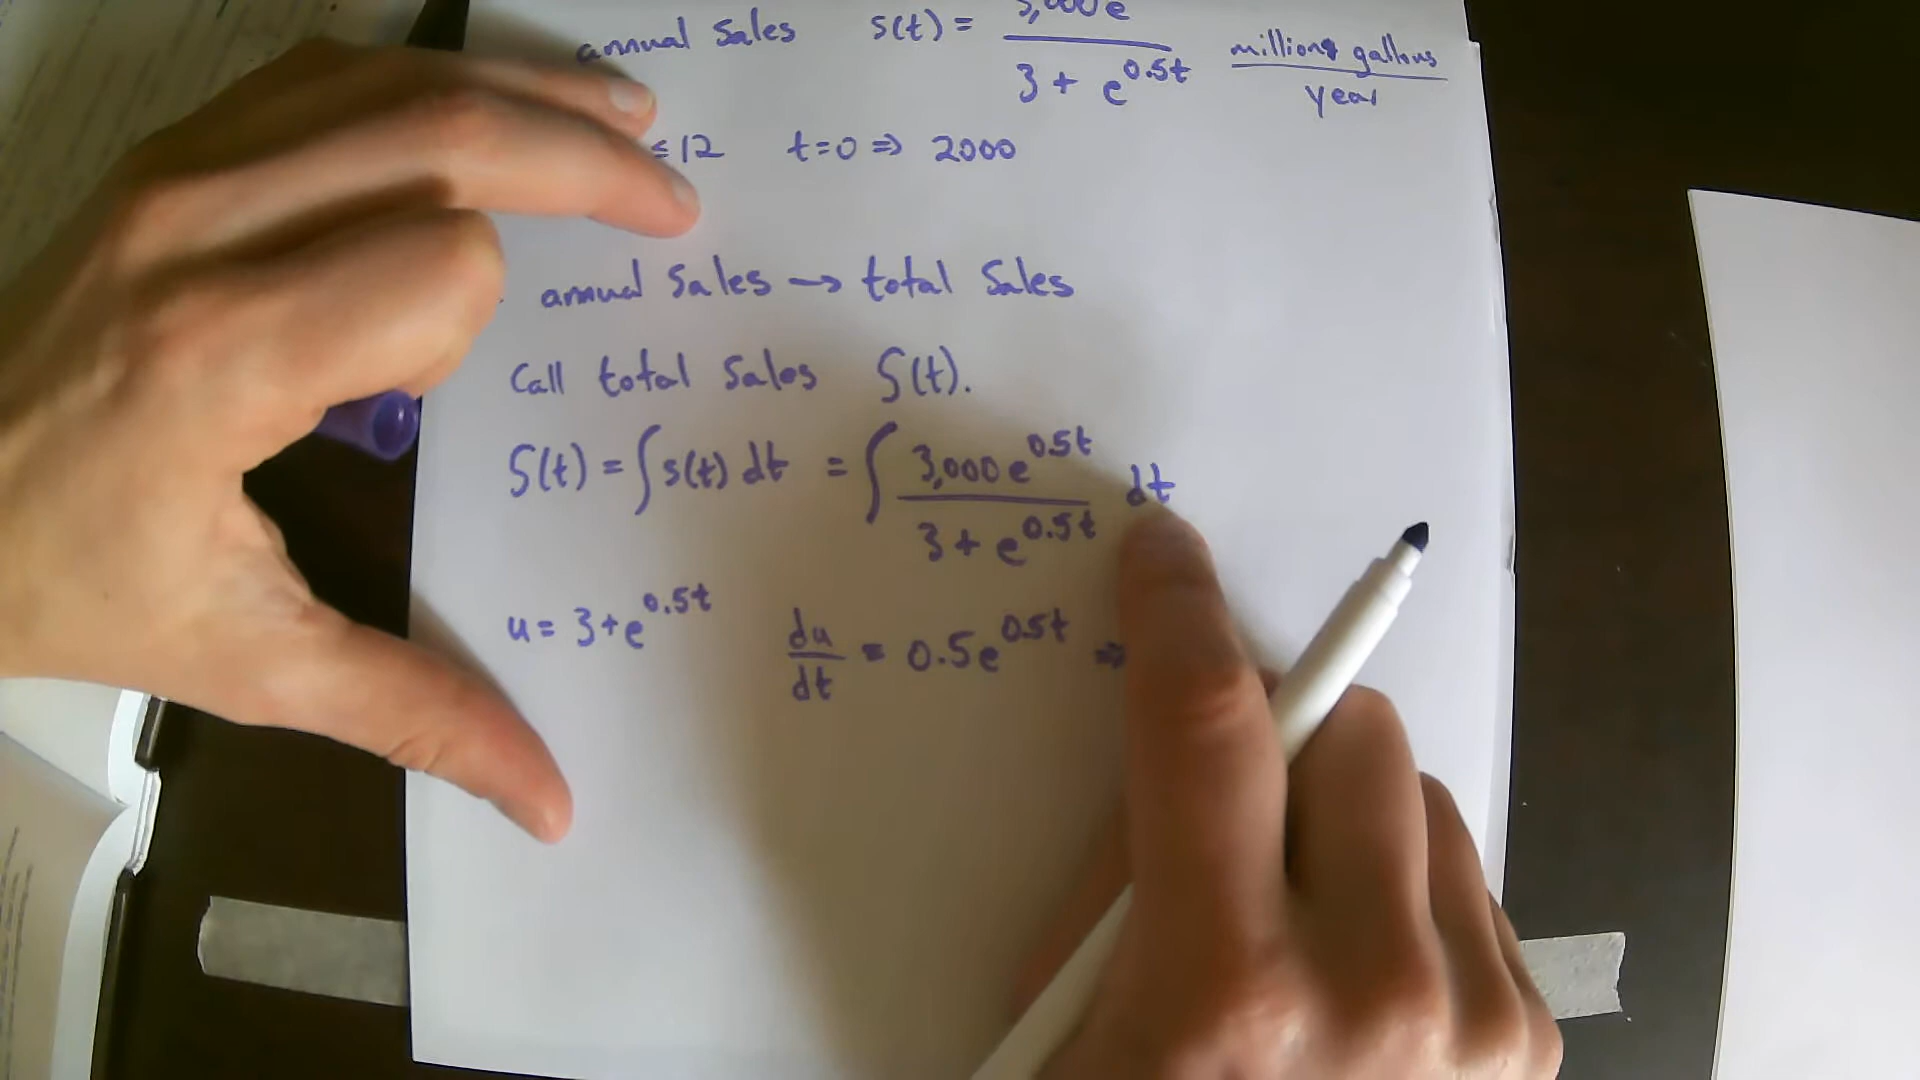 annual sales s(t) = 3,000e / 3 + e^0.5t millions gallons / year
≤ 12 t=0 ⇒ 2000
annual sales → total sales
Call total sales S(t).
S(t) = ∫ s(t) dt = ∫ 3,000e^0.5t / 3 + e^0.5t dt
u = 3+e^0.5t du/dt = 0.5e^0.5t ⇒